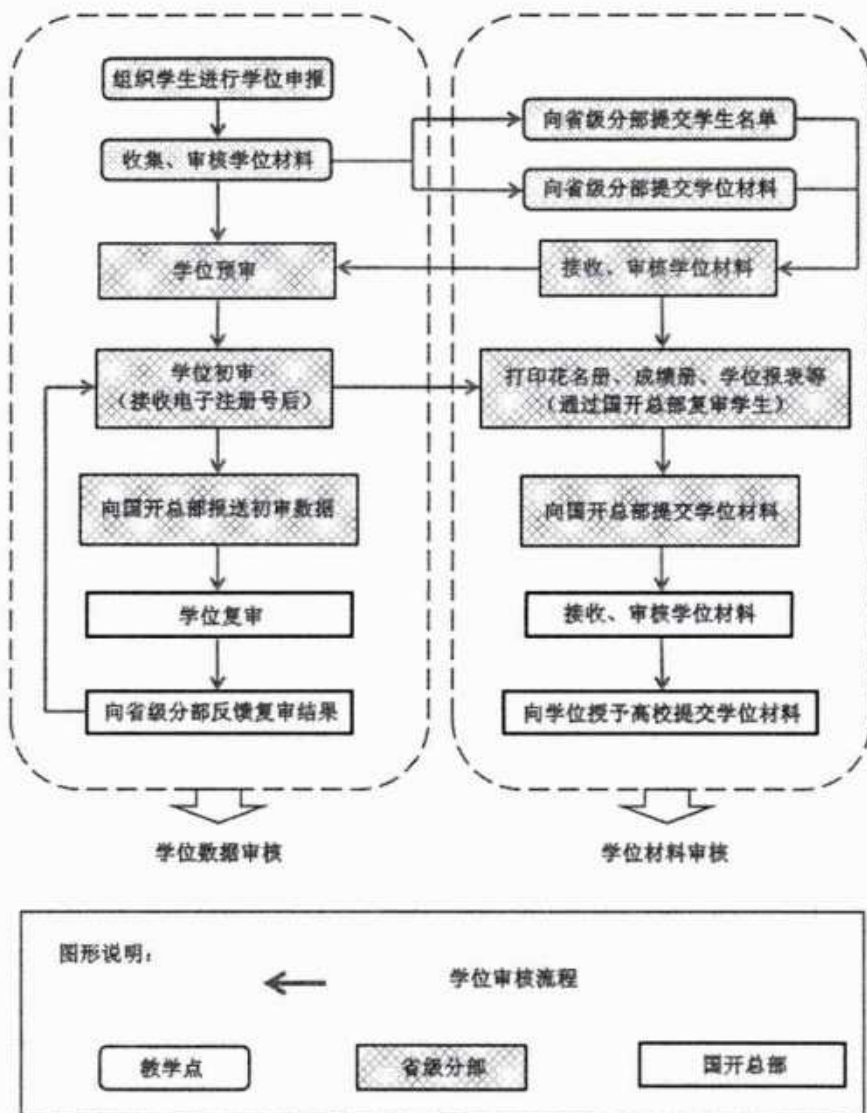 组织学生进行学位申报
收集、审核学位材料
学位预审
学位初审
（接收电子注册号后）
向国开总部报送初审数据
学位复审
向省级分部反馈复审结果
学位数据审核
向省级分部提交学生名单
向省级分部提交学位材料
接收、审核学位材料
打印花名册、成绩册、学位报表等
（通过国开总部复审学生）
向国开总部提交学位材料
接收、审核学位材料
向学位授予高校提交学位材料
学位材料审核
图形说明：
学位审核流程
教学点
省级分部
国开总部